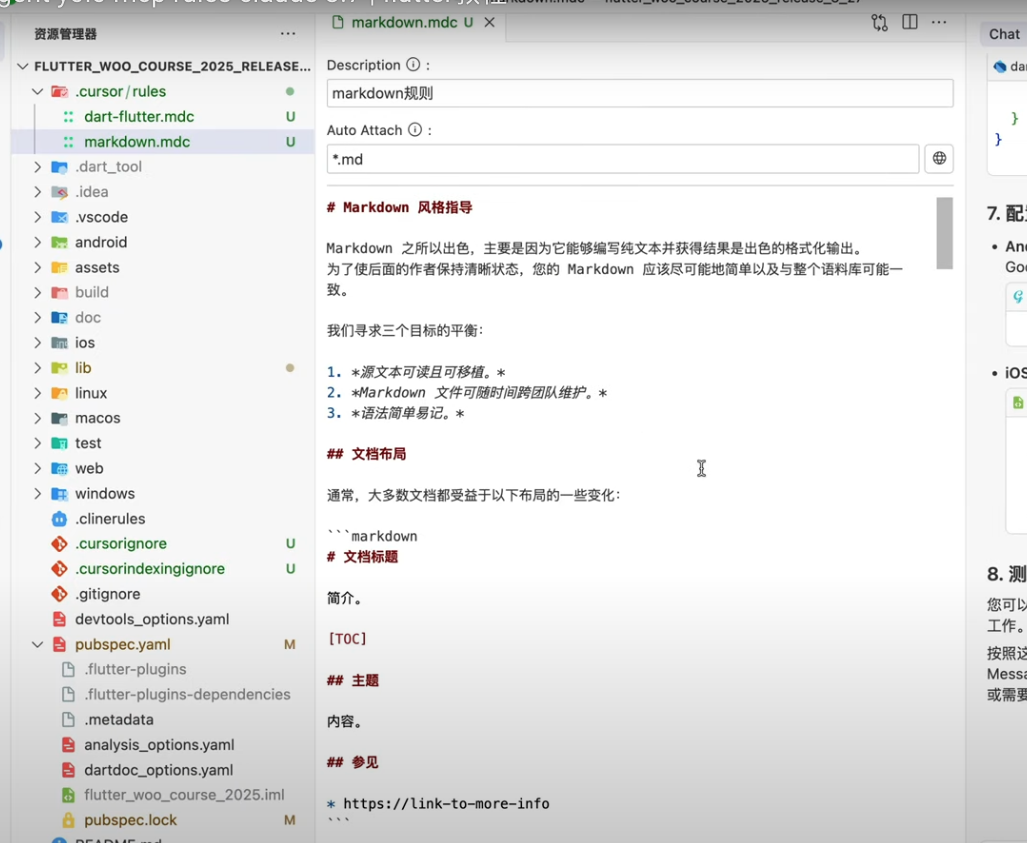 资源管理器
FLUTTER_WOO_COURSE_2025_RELEASE...
.cursor/rules
dart-flutter.mdc U
markdown.mdc U
.dart_tool
.idea
.vscode
android
assets
build
doc
ios
lib
linux
macos
test
web
windows
.clinerules
.cursorignore U
.cursorindexingignore U
.gitignore
devtools_options.yaml
pubspec.yaml M
.flutter-plugins
.flutter-plugins-dependencies
.metadata
analysis_options.yaml
dartdoc_options.yaml
flutter_woo_course_2025.iml
pubspec.lock M
README.md
markdown.mdc U
Description :
markdown规则
Auto Attach :
*.md
# Markdown 风格指导
Markdown 之所以出色，主要是因为它能够编写纯文本并获得结果是出色的格式化输出。
为了使后面的作者保持清晰状态，您的 Markdown 应该尽可能地简单以及与整个语料库可能一
致。
我们寻求三个目标的平衡：
1. *源文本可读且可移植。*
2. *Markdown 文件可随时间跨团队维护。*
3. *语法简单易记。*
## 文档布局
通常，大多数文档都受益于以下布局的一些变化：
```markdown
# 文档标题
简介。
[TOC]
## 主题
内容。
## 参见
* https://link-to-more-info
```
Chat
}
}
7. 配
8. 测
您可以
工作。
按照这
或需要